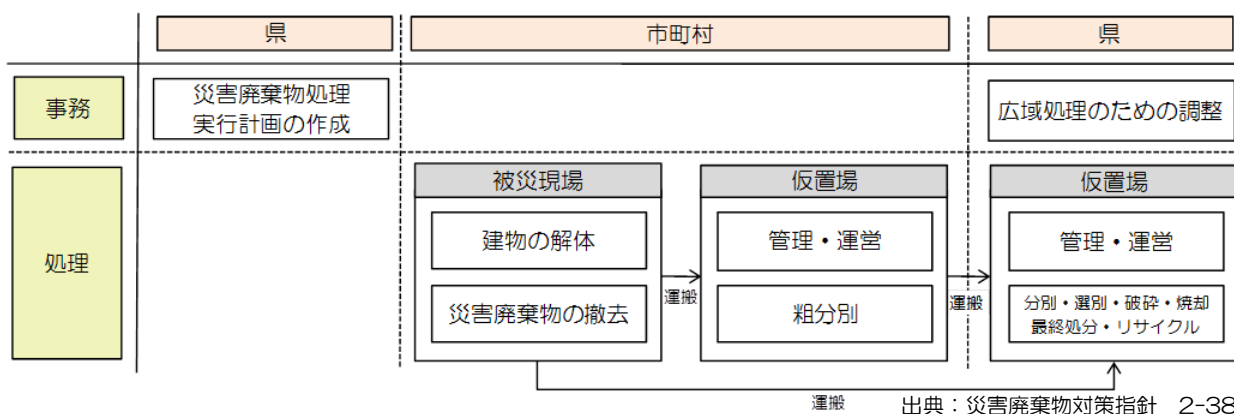 県
市町村
県
事務
災害廃棄物処理
実行計画の作成
広域処理のための調整
処理
被災現場
建物の解体
災害廃棄物の撤去
運搬
仮置場
管理・運営
粗分別
運搬
仮置場
管理・運営
分別・選別・破砕・焼却
最終処分・リサイクル
運搬
出典：災害廃棄物対策指針　2-38